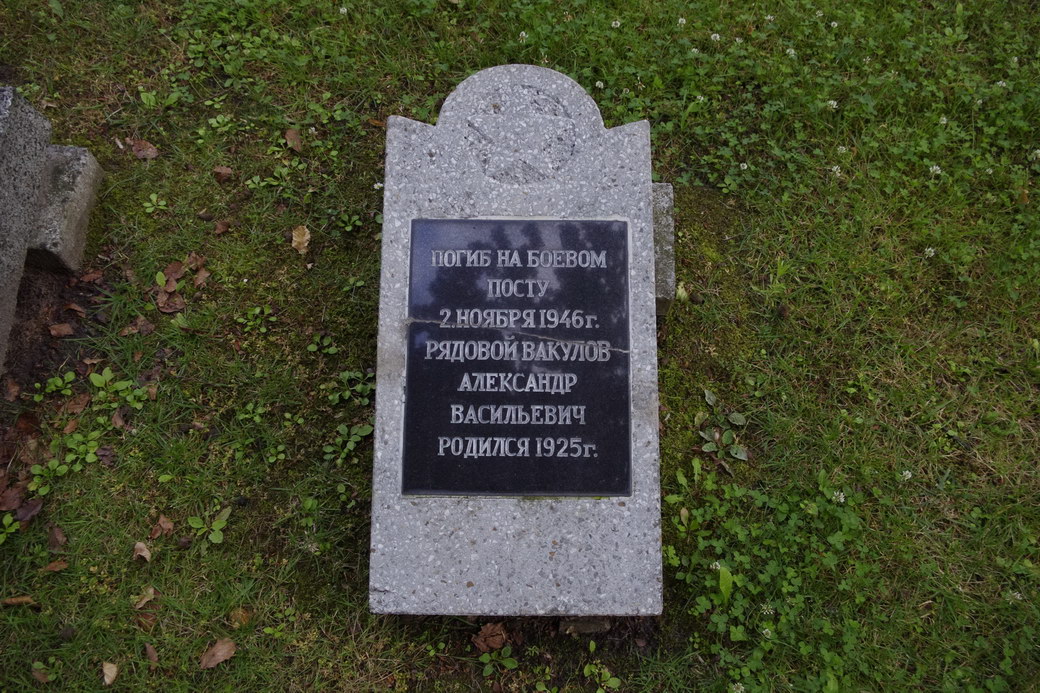 ПОГИБ НА БОЕВОМ
ПОСТУ
2.НОЯБРЯ 1946г.
РЯДОВОЙ ВАКУЛОВ
АЛЕКСАНДР
ВАСИЛЬЕВИЧ
РОДИЛСЯ 1925г.